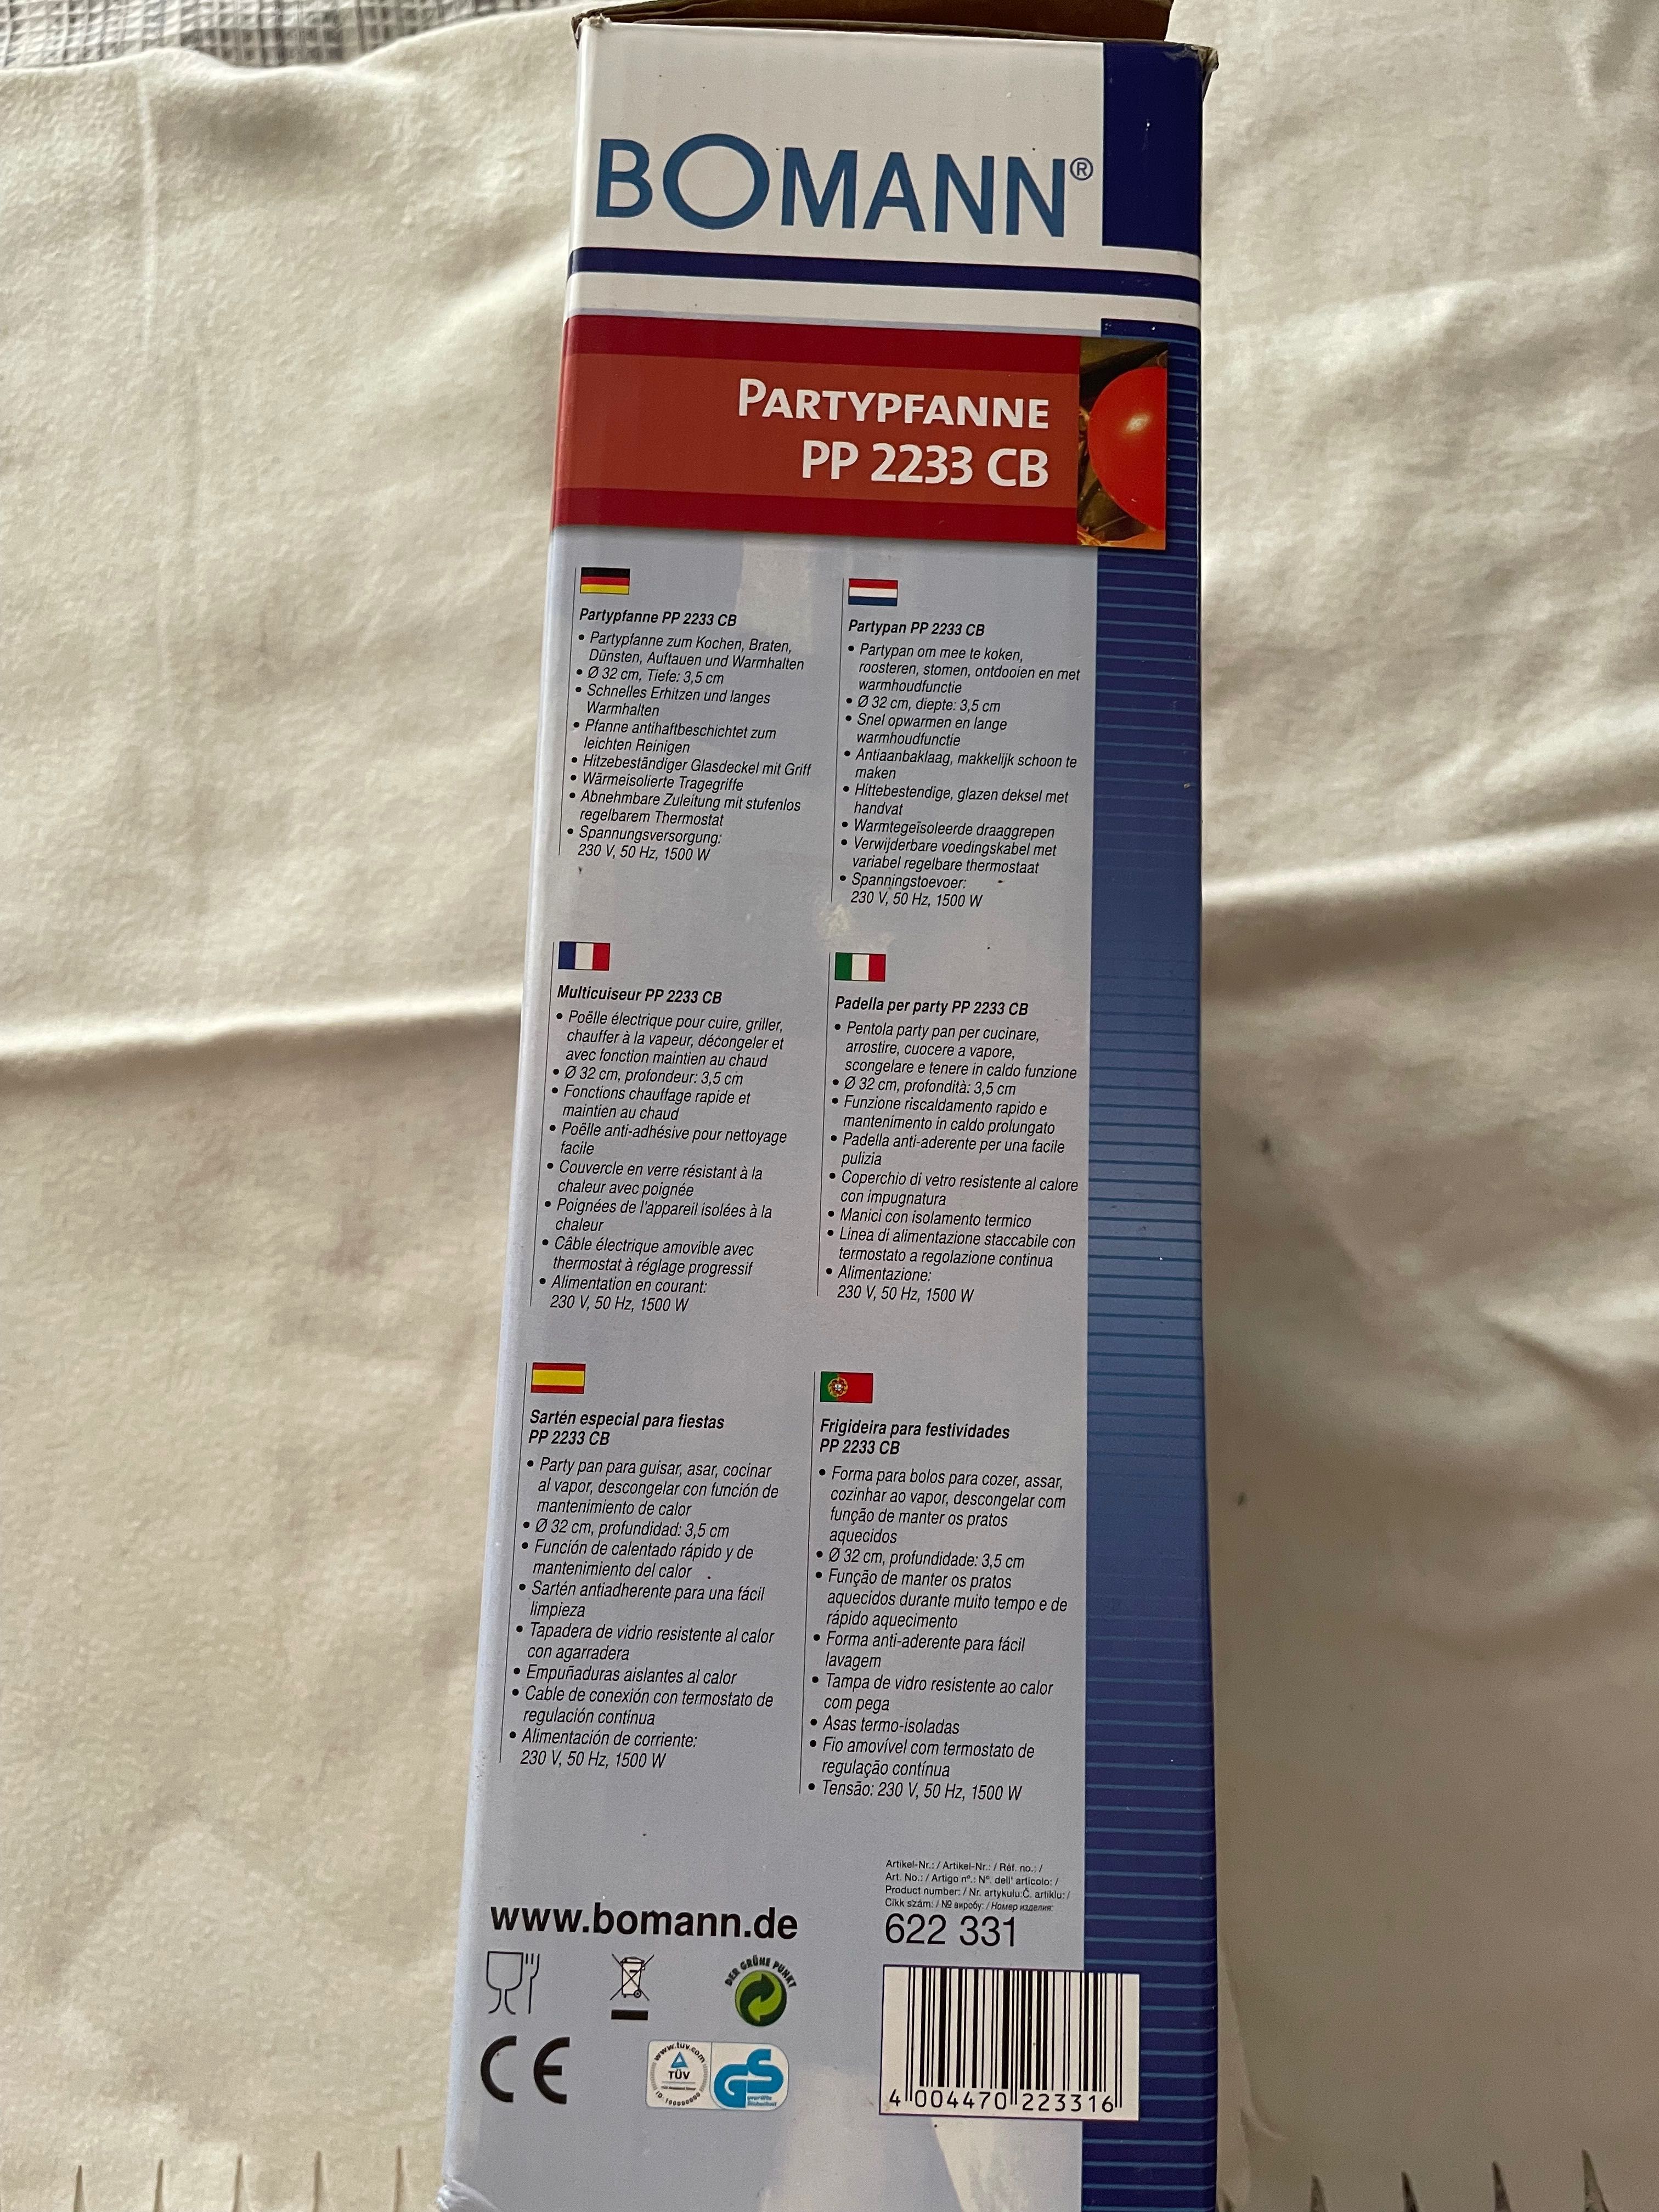 BOMANN®
PARTYPFANNE
PP 2233 CB
Partypfanne PP 2233 CB
• Partypfanne zum Kochen, Braten,
Dünsten, Auftauen und Warmhalten
• Ø 32 cm, Tiefe: 3,5 cm
• Schnelles Erhitzen und langes
Warmhalten
• Pfanne antihaftbeschichtet zum
leichten Reinigen
• Hitzebeständiger Glasdeckel mit Griff
• Wärmeisolierte Tragegriffe
• Abnehmbare Zuleitung mit stufenlos
regelbarem Thermostat
• Spannungsversorgung:
230 V, 50 Hz, 1500 W
Partypan PP 2233 CB
• Partypan om mee te koken,
roosteren, stomen, ontdooien en met
warmhoudfunctie
• Ø 32 cm, diepte: 3,5 cm
• Snel opwarmen en lange
warmhoudfunctie
• Antiaanbaklaag, makkelijk schoon te
maken
• Hittebestendige, glazen deksel met
handvat
• Warmtegeïsoleerde draaggrepen
• Verwijderbare voedingskabel met
variabel regelbare thermostaat
• Spanningstoevoer:
230 V, 50 Hz, 1500 W
Multicuiseur PP 2233 CB
• Poêlle électrique pour cuire, griller,
chauffer à la vapeur, décongeler et
avec fonction maintien au chaud
• Ø 32 cm, profondeur: 3,5 cm
• Fonctions chauffage rapide et
maintien au chaud
• Poêlle anti-adhésive pour nettoyage
facile
• Couvercle en verre résistant à la
chaleur avec poignée
• Poignées de l'appareil isolées à la
chaleur
• Câble électrique amovible avec
thermostat à réglage progressif
• Alimentation en courant:
230 V, 50 Hz, 1500 W
Padella per party PP 2233 CB
• Pentola party pan per cucinare,
arrostire, cuocere a vapore,
scongelare e tenere in caldo funzione
• Ø 32 cm, profondità: 3,5 cm
• Funzione riscaldamento rapido e
mantenimento in caldo prolungato
• Padella anti-aderente per una facile
pulizia
• Coperchio di vetro resistente al calore
con impugnatura
• Manici con isolamento termico
• Linea di alimentazione staccabile con
termostato a regolazione continua
• Alimentazione:
230 V, 50 Hz, 1500 W
Sartén especial para fiestas
PP 2233 CB
• Party pan para guisar, asar, cocinar
al vapor, descongelar con función de
mantenimiento de calor
• Ø 32 cm, profundidad: 3,5 cm
• Función de calentado rápido y de
mantenimiento del calor
• Sartén antiadherente para una fácil
limpieza
• Tapadera de vidrio resistente al calor
con agarradera
• Empuñaduras aislantes al calor
• Cable de conexión con termostato de
regulación continua
• Alimentación de corriente:
230 V, 50 Hz, 1500 W
Frigideira para festividades
PP 2233 CB
• Forma para bolos para cozer, assar,
cozinhar ao vapor, descongelar com
função de manter os pratos
aquecidos
• Ø 32 cm, profundidade: 3,5 cm
• Função de manter os pratos
aquecidos durante muito tempo e de
rápido aquecimento
• Forma anti-aderente para fácil
lavagem
• Tampa de vidro resistente ao calor
com pega
• Asas termo-isoladas
• Fio amovível com termostato de
regulação contínua
• Tensão: 230 V, 50 Hz, 1500 W
Artikel-Nr.: / Artikel-Nr.: / Réf. no.: /
Art. No.: / Artigo nº.: Nº. dell' articolo: /
Product number: / Nr. artykułu:Č. artiklu: /
Cikk szám: / № виробу: / Номер изделия:
622 331
www.bomann.de
DER GRÜNE PUNKT
CE
www.tuv.com
TÜV
GS
geprüfte
Sicherheit
4 004470 223316